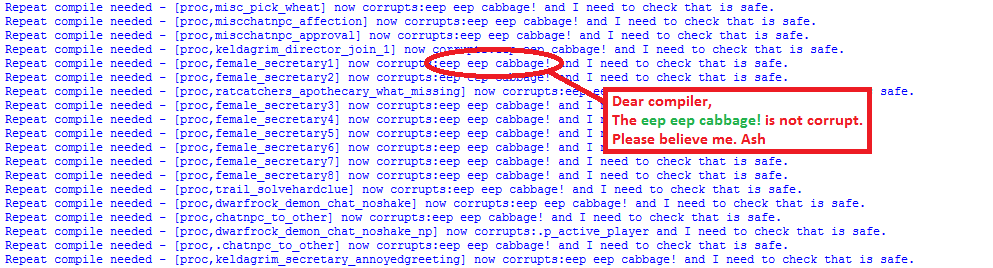 Repeat compile needed - [proc,misc_pick_wheat] now corrupts:eep eep cabbage! and I need to check that is safe.
Repeat compile needed - [proc,miscchatnpc_affection] now corrupts:eep eep cabbage! and I need to check that is safe.
Repeat compile needed - [proc,miscchatnpc_approval] now corrupts:eep eep cabbage! and I need to check that is safe.
Repeat compile needed - [proc,keldagrim_director_join_1] now corrupts:eep eep cabbage! and I need to check that is safe.
Repeat compile needed - [proc,female_secretary1] now corrupts:eep eep cabbage! and I need to check that is safe.
Repeat compile needed - [proc,female_secretary2] now corrupts:eep eep cabbage! and I need to check that is safe.
Repeat compile needed - [proc,ratcatchers_apothecary_what_missing] now corrupts:eep safe.
Repeat compile needed - [proc,female_secretary3] now corrupts:eep eep cabbage! and I
Repeat compile needed - [proc,female_secretary4] now corrupts:eep eep cabbage! and I
Repeat compile needed - [proc,female_secretary5] now corrupts:eep eep cabbage! and I
Repeat compile needed - [proc,female_secretary6] now corrupts:eep eep cabbage! and I
Repeat compile needed - [proc,female_secretary7] now corrupts:eep eep cabbage! and I need to check that is safe.
Repeat compile needed - [proc,female_secretary8] now corrupts:eep eep cabbage! and I need to check that is safe.
Repeat compile needed - [proc,trail_solvehardclue] now corrupts:eep eep cabbage! and I need to check that is safe.
Repeat compile needed - [proc,dwarfrock_demon_chat_noshake] now corrupts:eep eep cabbage! and I need to check that is safe.
Repeat compile needed - [proc,chatnpc_to_other] now corrupts:eep eep cabbage! and I need to check that is safe.
Repeat compile needed - [proc,dwarfrock_demon_chat_noshake_np] now corrupts:.p_active_player and I need to check that is safe.
Repeat compile needed - [proc,.chatnpc_to_other] now corrupts:eep eep cabbage! and I need to check that is safe.
Repeat compile needed - [proc,keldagrim_secretary_annoyedgreeting] now corrupts:eep eep cabbage! and I need to check that is safe.
Dear compiler,
The eep eep cabbage! is not corrupt.
Please believe me. Ash